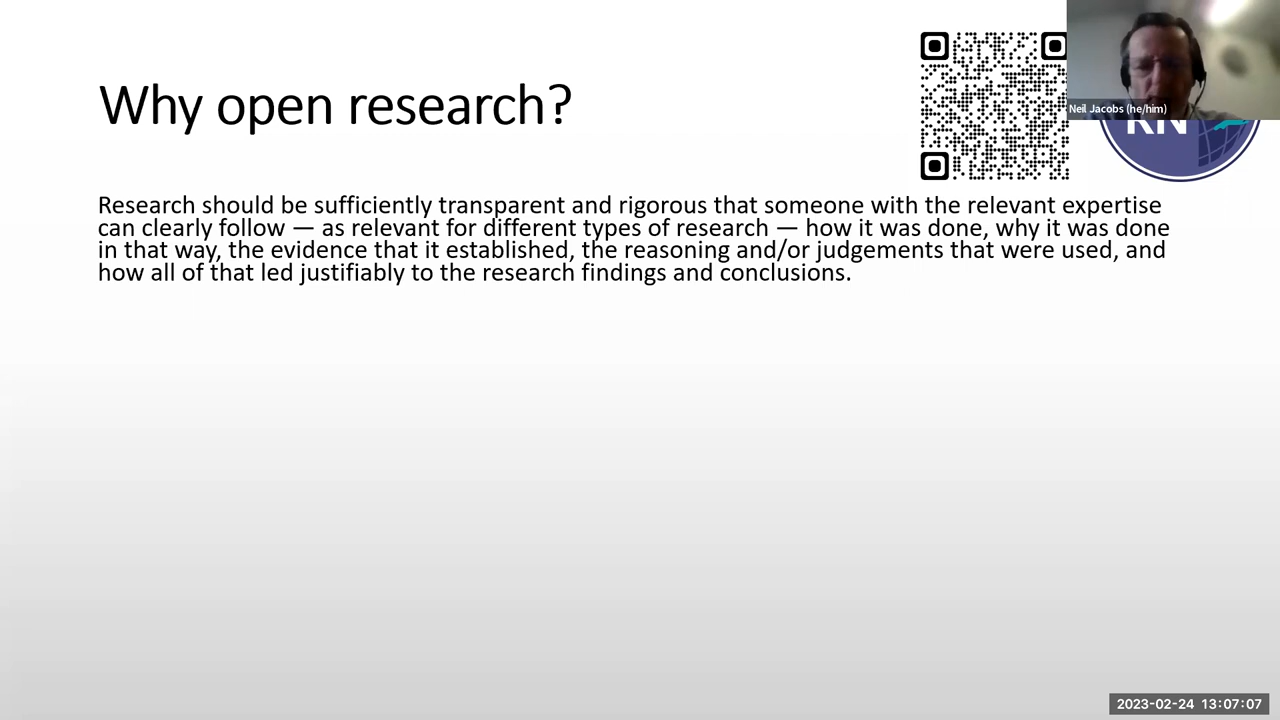 Why open research?
Neil Jacobs (he/him)
RN
Research should be sufficiently transparent and rigorous that someone with the relevant expertise
can clearly follow — as relevant for different types of research — how it was done, why it was done
in that way, the evidence that it established, the reasoning and/or judgements that were used, and
how all of that led justifiably to the research findings and conclusions.
2023-02-24 13:07:07